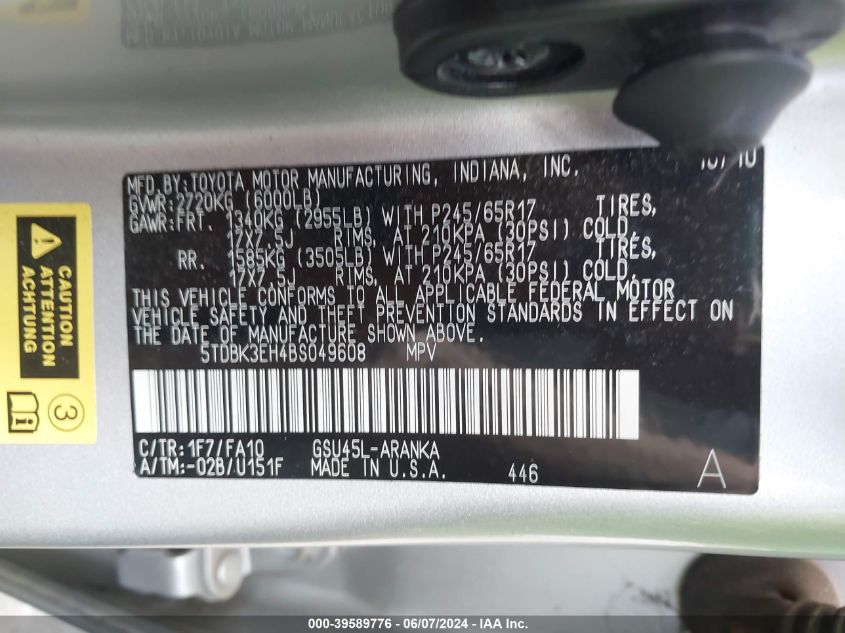 MFD.BY:TOYOTA MOTOR MANUFACTURING, INDIANA, INC. 10/10
GVWR:2720KG (6000LB)
GAWR:FRT. 1340KG (2955LB) WITH P245/65R17 TIRES,
17X7.5J RIMS, AT 210KPA (30PSI) COLD,
RR. 1585KG (3505LB) WITH P245/65R17 TIRES,
17X7.5J RIMS, AT 210KPA (30PSI) COLD.
THIS VEHICLE CONFORMS TO ALL APPLICABLE FEDERAL MOTOR
VEHICLE SAFETY AND THEFT PREVENTION STANDARDS IN EFFECT ON
THE DATE OF MANUFACTURE SHOWN ABOVE.
5TDBK3EH4BS049608 MPV
C/TR:1F7/FA10 GSU45L-ARANKA
A/TM:-02B/U151F MADE IN U.S.A. 446 A
CAUTION
ATTENTION
ACHTUNG
3
000-39589776 - 06/07/2024 - IAA Inc.